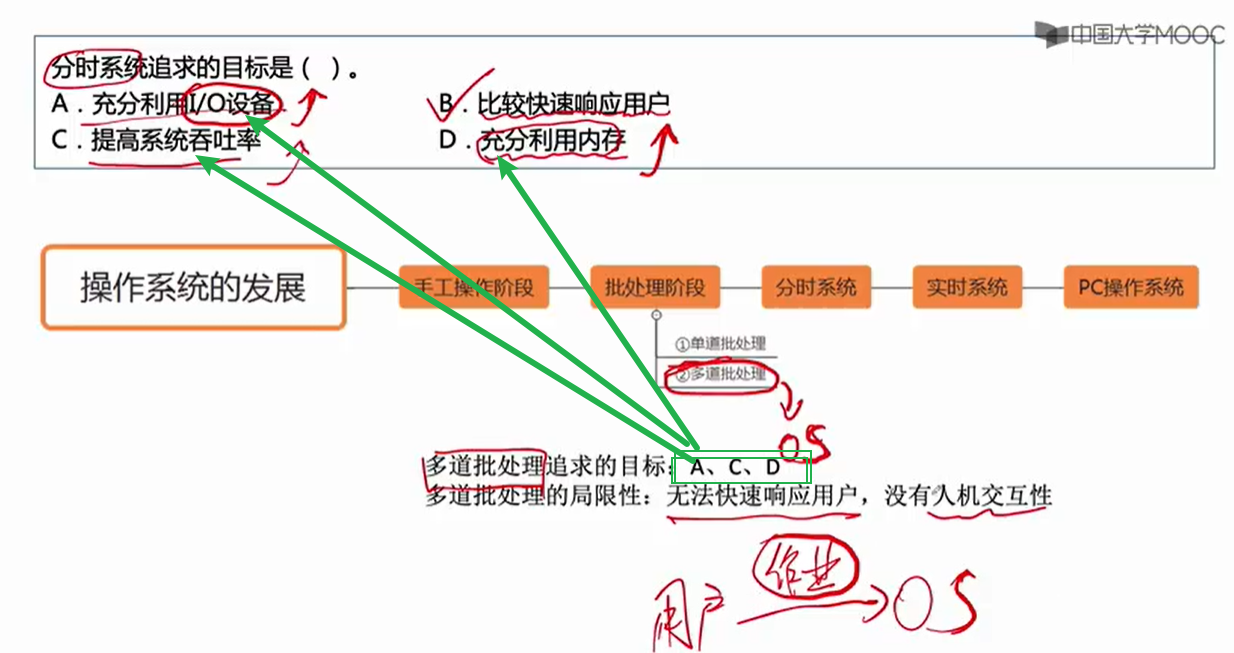 中国大学MOOC
分时系统追求的目标是（ ）。
A．充分利用I/O设备 B．比较快速响应用户
C．提高系统吞吐率 D．充分利用内存
操作系统的发展 手工操作阶段 批处理阶段 分时系统 实时系统 PC操作系统
①单道批处理
②多道批处理
OS
多道批处理追求的目标：A、C、D
多道批处理的局限性：无法快速响应用户，没有人机交互性
作业
用户 OS